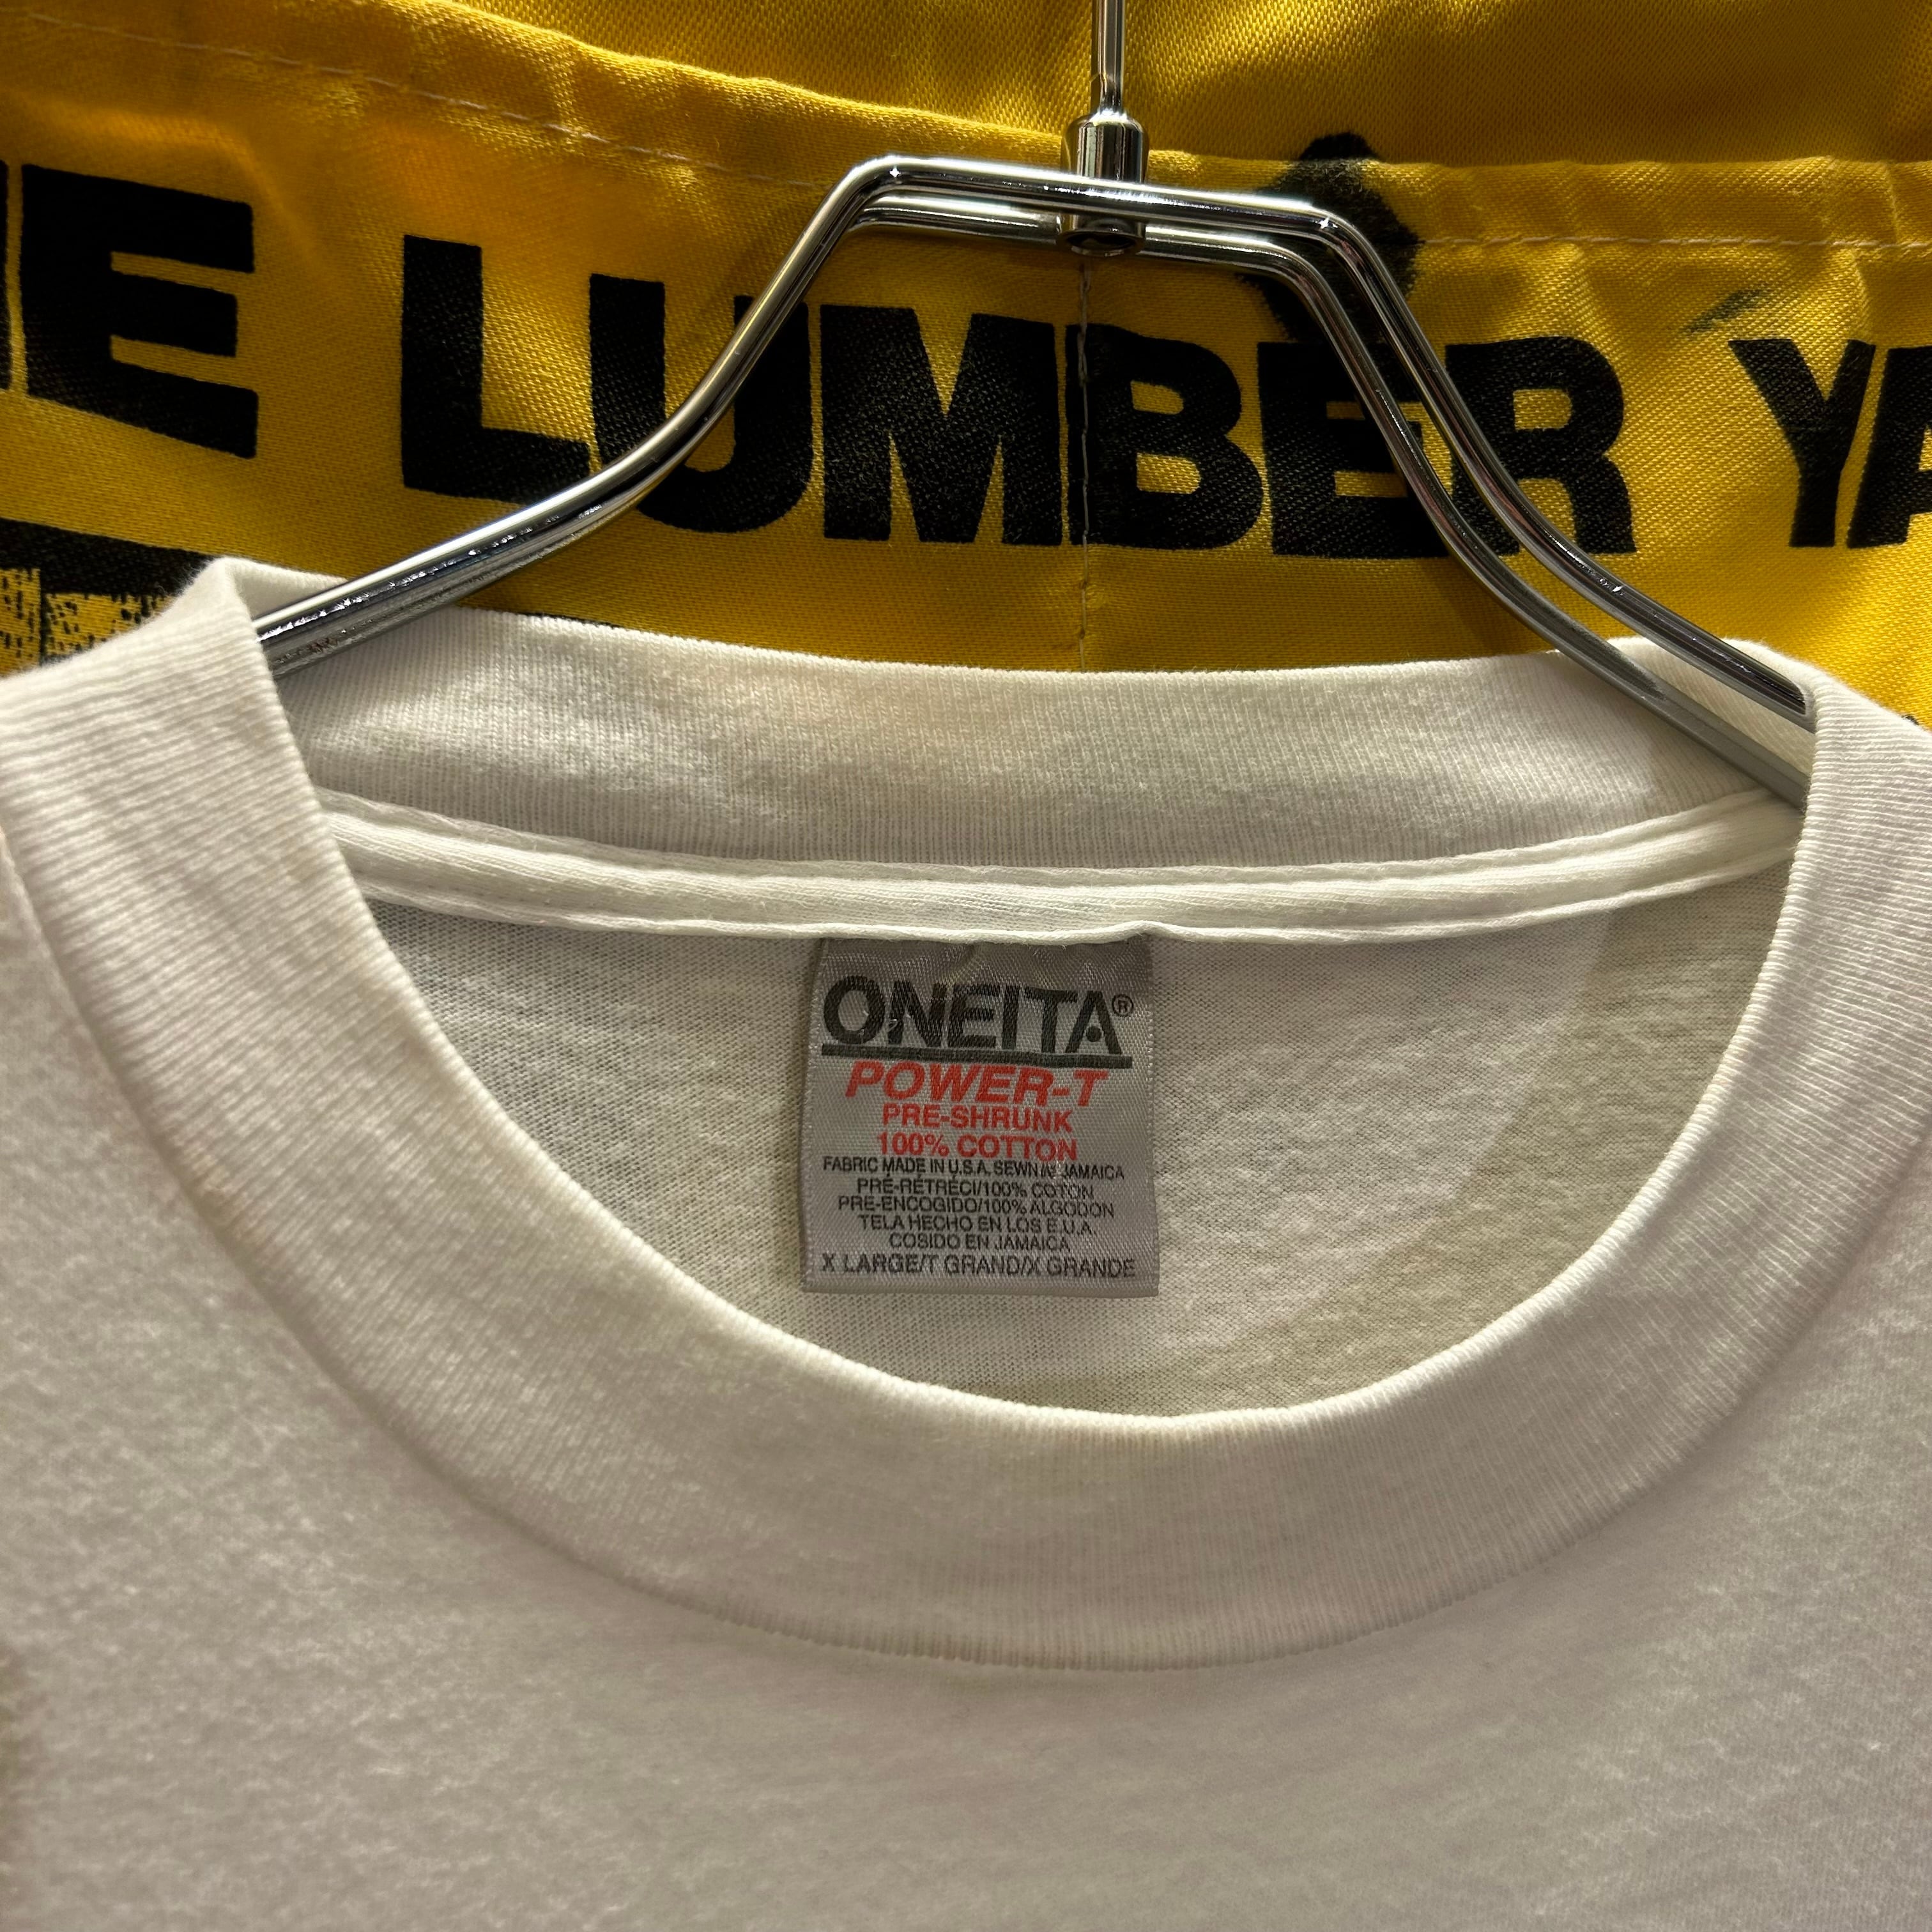 E LUMBER YA
ONEITA®
POWER-T
PRE-SHRUNK
100% COTTON
FABRIC MADE IN U.S.A. SEWN IN JAMAICA
PRÉ-RÉTRÉCI/100% COTON
PRE-ENCOGIDO/100% ALGODON
TELA HECHO EN LOS E.U.A.
COSIDO EN JAMAICA
X LARGE/T GRAND/X GRANDE